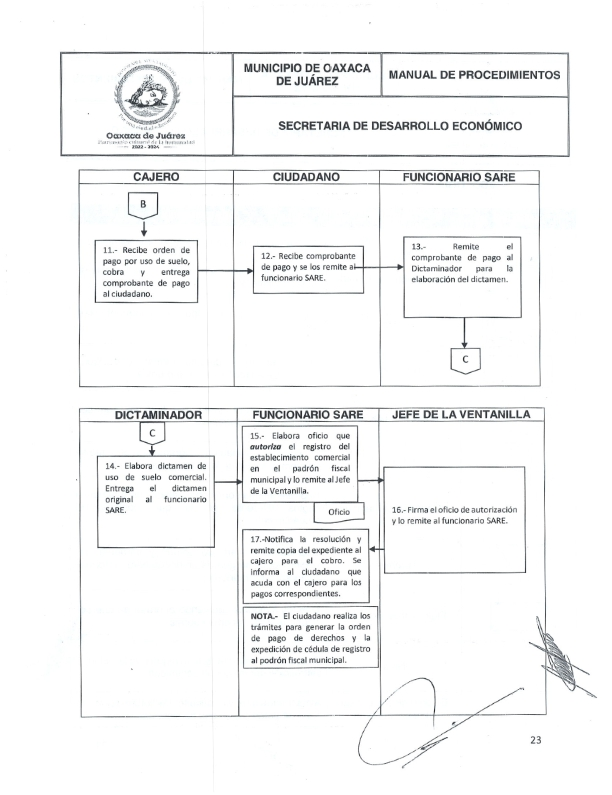 MUNICIPIO DE OAXACA
DE JUÁREZ
MANUAL DE PROCEDIMIENTOS
Oaxaca de Juárez
2022 - 2024
SECRETARIA DE DESARROLLO ECONÓMICO
CAJERO
CIUDADANO
FUNCIONARIO SARE
B
11.- Recibe orden de
pago por uso de suelo,
cobra y entrega
comprobante de pago
al ciudadano.
12.- Recibe comprobante
de pago y se los remite al
funcionario SARE.
13.- Remite el
comprobante de pago al
Dictaminador para la
elaboración del dictamen.
C
DICTAMINADOR
FUNCIONARIO SARE
JEFE DE LA VENTANILLA
C
14.- Elabora dictamen de
uso de suelo comercial.
Entrega el dictamen
original al funcionario
SARE.
15.- Elabora oficio que
autoriza el registro del
establecimiento comercial
en el padrón fiscal
municipal y lo remite al Jefe
de la Ventanilla.
Oficio
16.- Firma el oficio de autorización
y lo remite al funcionario SARE.
17.-Notifica la resolución y
remite copia del expediente al
cajero para el cobro. Se
informa al ciudadano que
acuda con el cajero para los
pagos correspondientes.
NOTA.- El ciudadano realiza los
trámites para generar la orden
de pago de derechos y la
expedición de cédula de registro
al podrón fiscal municipal.
23